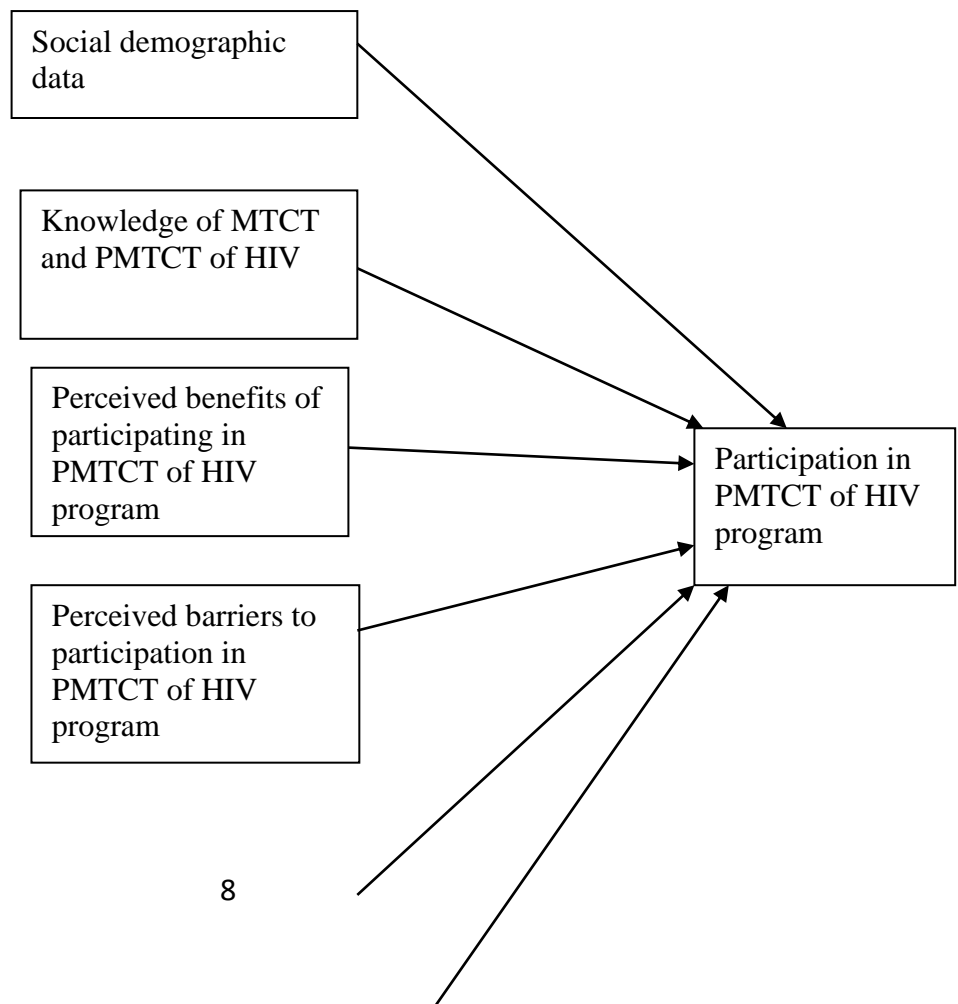 Social demographic
data
Knowledge of MTCT
and PMTCT of HIV
Perceived benefits of
participating in
PMTCT of HIV
program
Perceived barriers to
participation in
PMTCT of HIV
program
Participation in
PMTCT of HIV
program
8